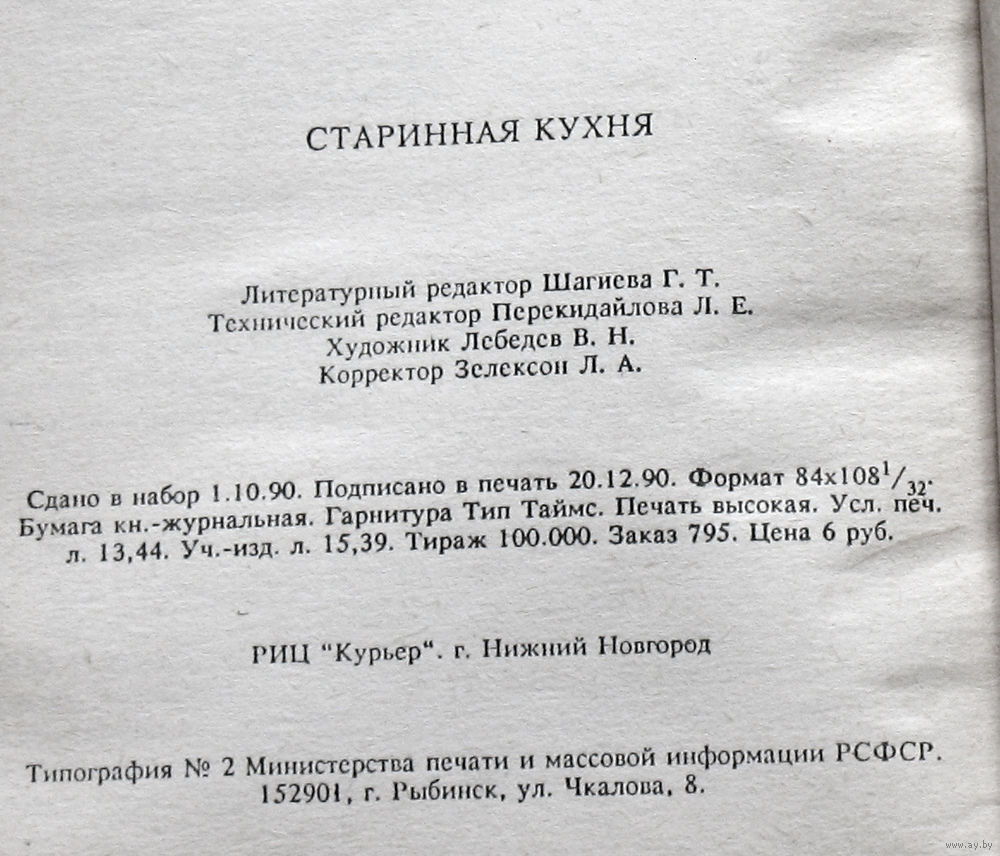 СТАРИННАЯ КУХНЯ
Литературный редактор Шагиева Г. Т.
Технический редактор Перекидайлова Л. Е.
Художник Лебедев В. Н.
Корректор Зелексон Л. А.
Сдано в набор 1.10.90. Подписано в печать 20.12.90. Формат 84х108¹/₃₂.
Бумага кн.-журнальная. Гарнитура Тип Таймс. Печать высокая. Усл. печ.
л. 13,44. Уч.-изд. л. 15,39. Тираж 100.000. Заказ 795. Цена 6 руб.
РИЦ "Курьер“. г. Нижний Новгород
Типография № 2 Министерства печати и массовой информации РСФСР.
152901, г. Рыбинск, ул. Чкалова, 8.
www.ay.by